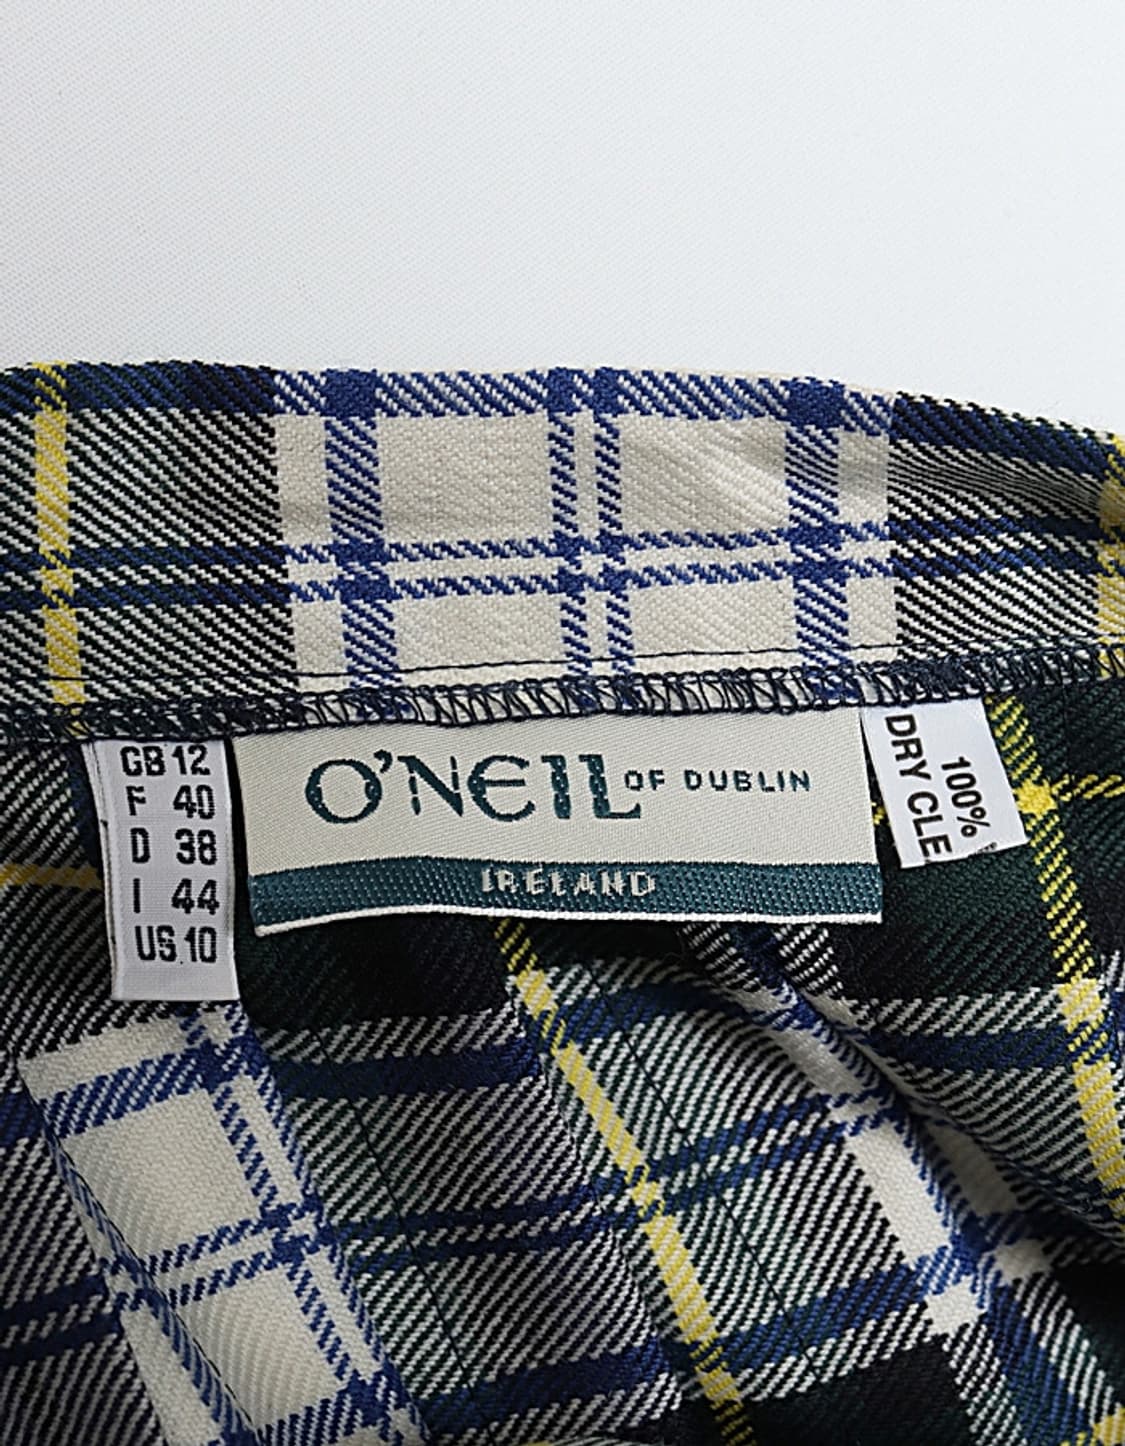 GB 12
F 40
D 38
I 44
US 10
O'NEIL OF DUBLIN
IRELAND
100%
DRY CLE